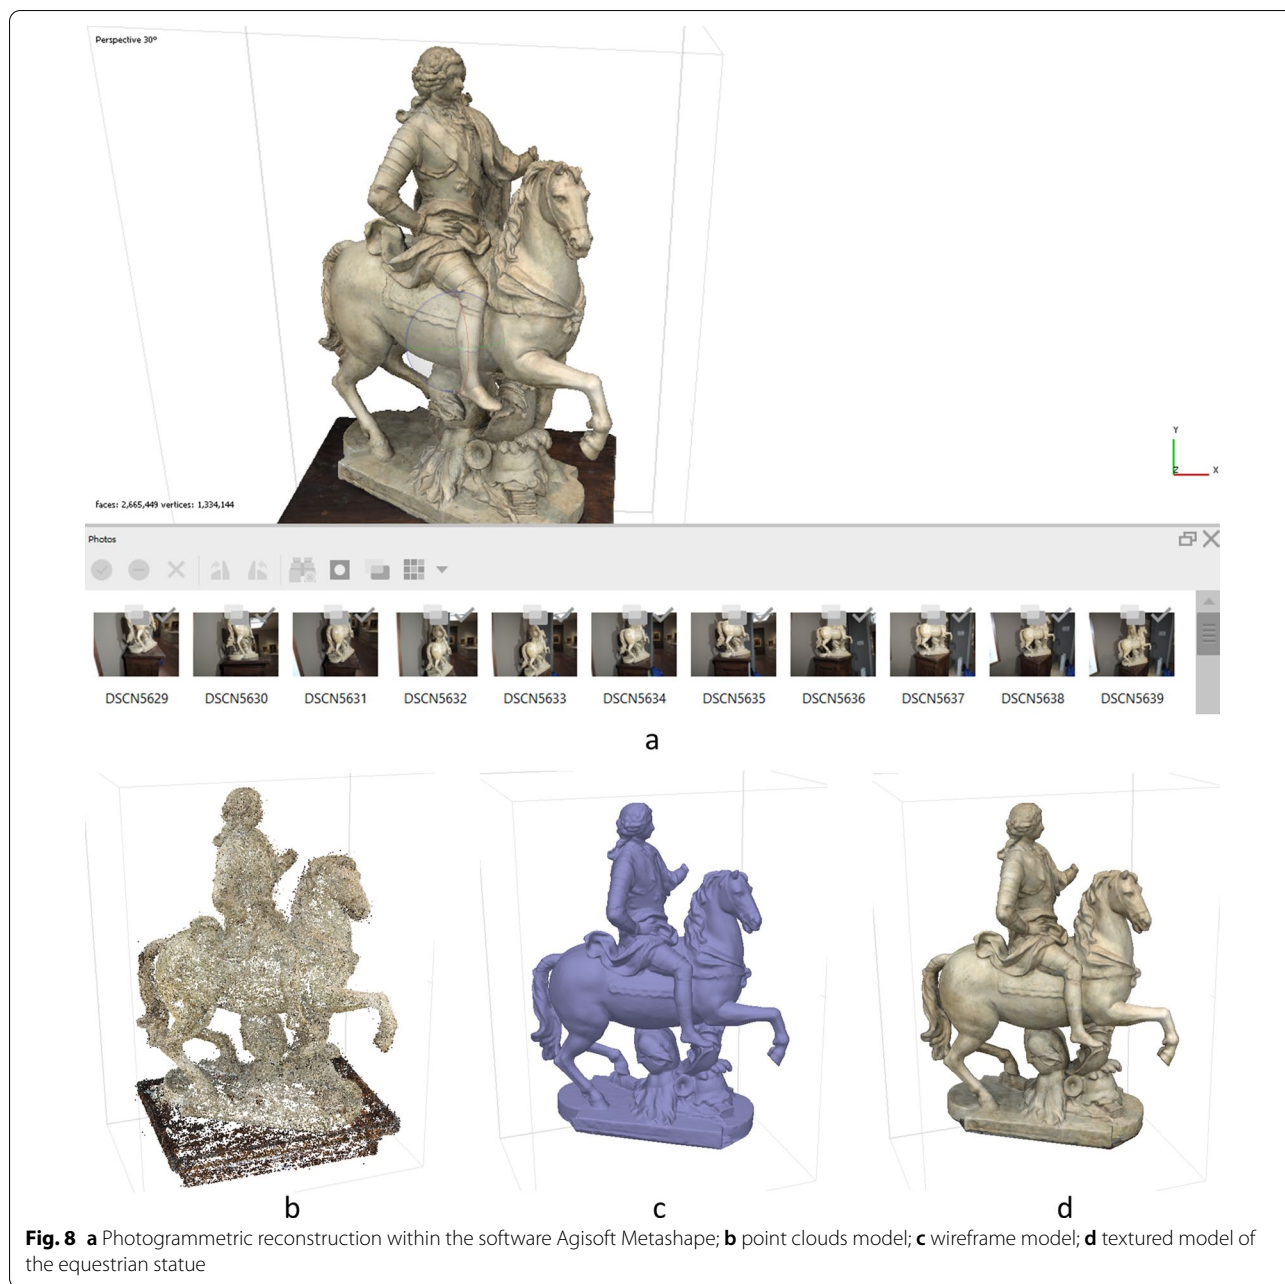 Perspective 30°
Y
Z
X
faces: 2,665,449 vertices: 1,334,144
Photos
DSCN5629 DSCN5630 DSCN5631 DSCN5632 DSCN5633 DSCN5634 DSCN5635 DSCN5636 DSCN5637 DSCN5638 DSCN5639
a
b c d
Fig. 8 a Photogrammetric reconstruction within the software Agisoft Metashape; b point clouds model; c wireframe model; d textured model of
the equestrian statue